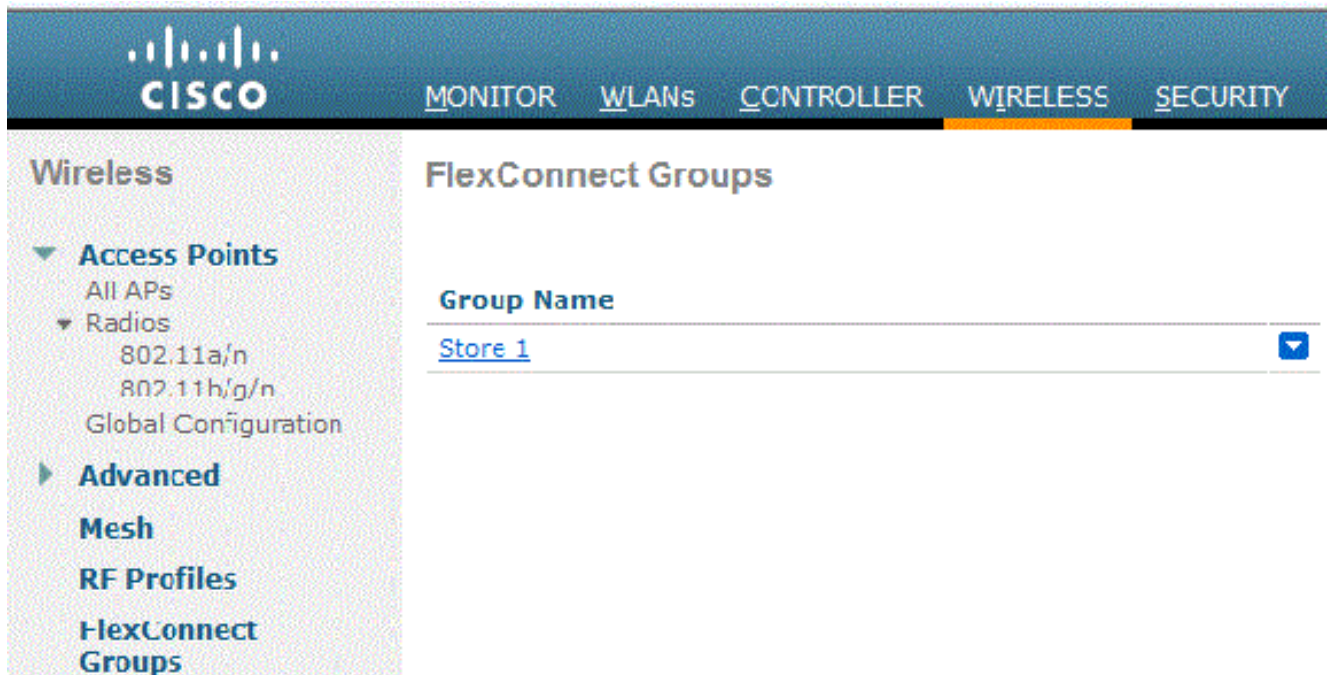 CISCO
MONITOR WLANs CONTROLLER WIRELESS SECURITY
Wireless
Access Points
All APs
Radios
802.11a/n
802.11b/g/n
Global Configuration
Advanced
Mesh
RF Profiles
FlexConnect
Groups
FlexConnect Groups
Group Name
Store 1